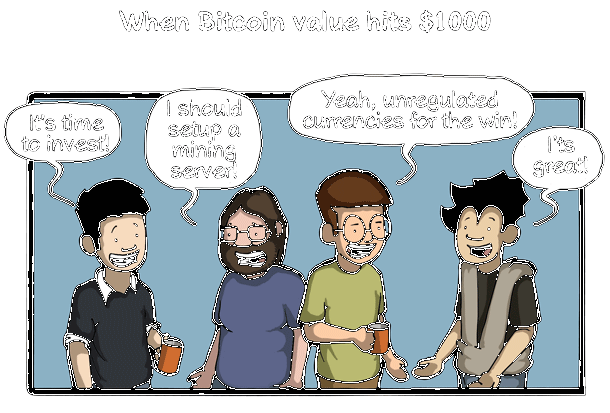 When Bitcoin value hits $1000
It's time
to invest!
I should
setup a
mining
server!
Yeah, unregulated
currencies for the win!
I'ts
great!